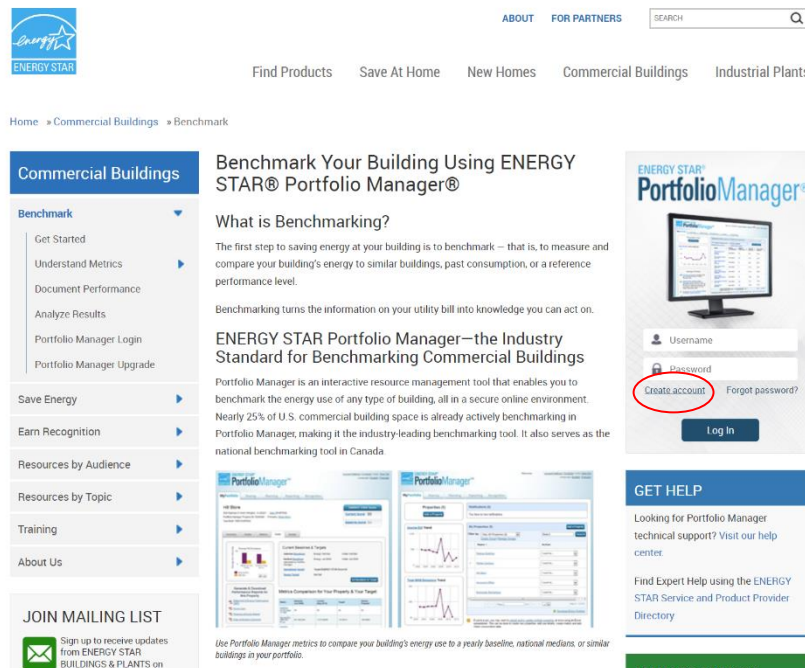 ABOUT FOR PARTNERS SEARCH
energy
ENERGY STAR
Find Products Save At Home New Homes Commercial Buildings Industrial Plants
Home » Commercial Buildings » Benchmark
Commercial Buildings
Benchmark
Get Started
Understand Metrics
Document Performance
Analyze Results
Portfolio Manager Login
Portfolio Manager Upgrade
Save Energy
Earn Recognition
Resources by Audience
Resources by Topic
Training
About Us
JOIN MAILING LIST
Sign up to receive updates
from ENERGY STAR
BUILDINGS & PLANTS on
Benchmark Your Building Using ENERGY
STAR® Portfolio Manager®
What is Benchmarking?
The first step to saving energy at your building is to benchmark — that is, to measure and
compare your building's energy to similar buildings, past consumption, or a reference
performance level.
Benchmarking turns the information on your utility bill into knowledge you can act on.
ENERGY STAR Portfolio Manager—the Industry
Standard for Benchmarking Commercial Buildings
Portfolio Manager is an interactive resource management tool that enables you to
benchmark the energy use of any type of building, all in a secure online environment.
Nearly 25% of U.S. commercial building space is already actively benchmarking in
Portfolio Manager, making it the industry-leading benchmarking tool. It also serves as the
national benchmarking tool in Canada.
PortfolioManager
PortfolioManager
Use Portfolio Manager metrics to compare your building's energy use to a yearly baseline, national medians, or similar
buildings in your portfolio.
ENERGY STAR®
PortfolioManager®
Username
Password
Create account Forgot password?
Log In
GET HELP
Looking for Portfolio Manager
technical support? Visit our help
center.
Find Expert Help using the ENERGY
STAR Service and Product Provider
Directory